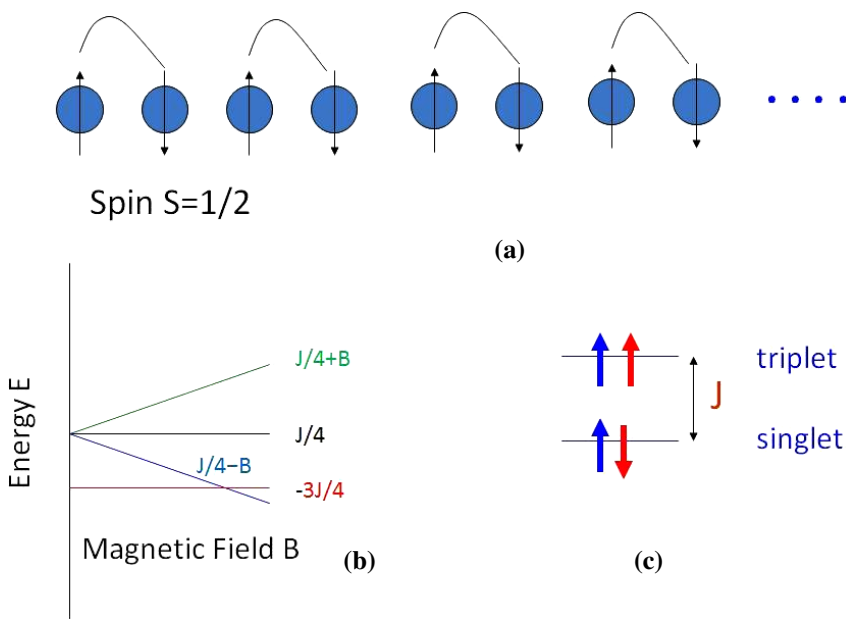 Spin S=1/2
(a)
Energy E
J/4+B
J/4
J/4−B
-3J/4
Magnetic Field B
(b)
triplet
J
singlet
(c)